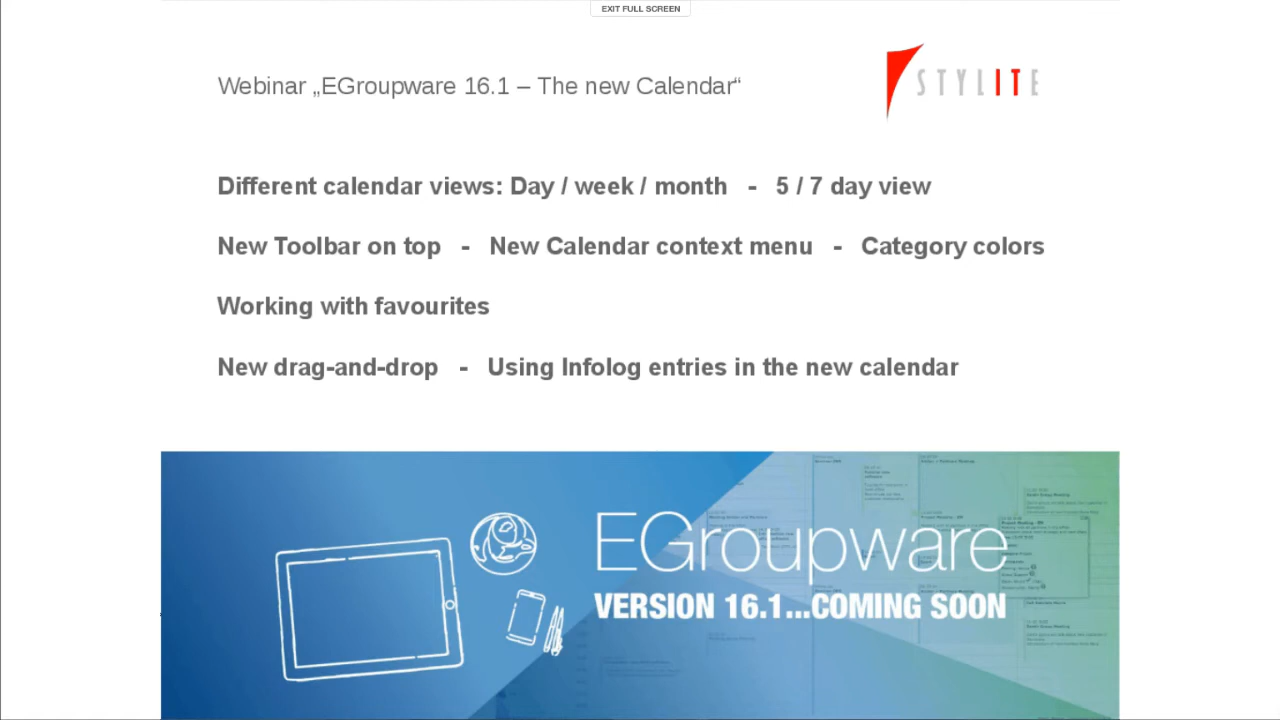 EXIT FULL SCREEN
Webinar „EGroupware 16.1 – The new Calendar“
STYLITE
Different calendar views: Day / week / month - 5 / 7 day view
New Toolbar on top - New Calendar context menu - Category colors
Working with favourites
New drag-and-drop - Using Infolog entries in the new calendar
EGroupware
VERSION 16.1...COMING SOON